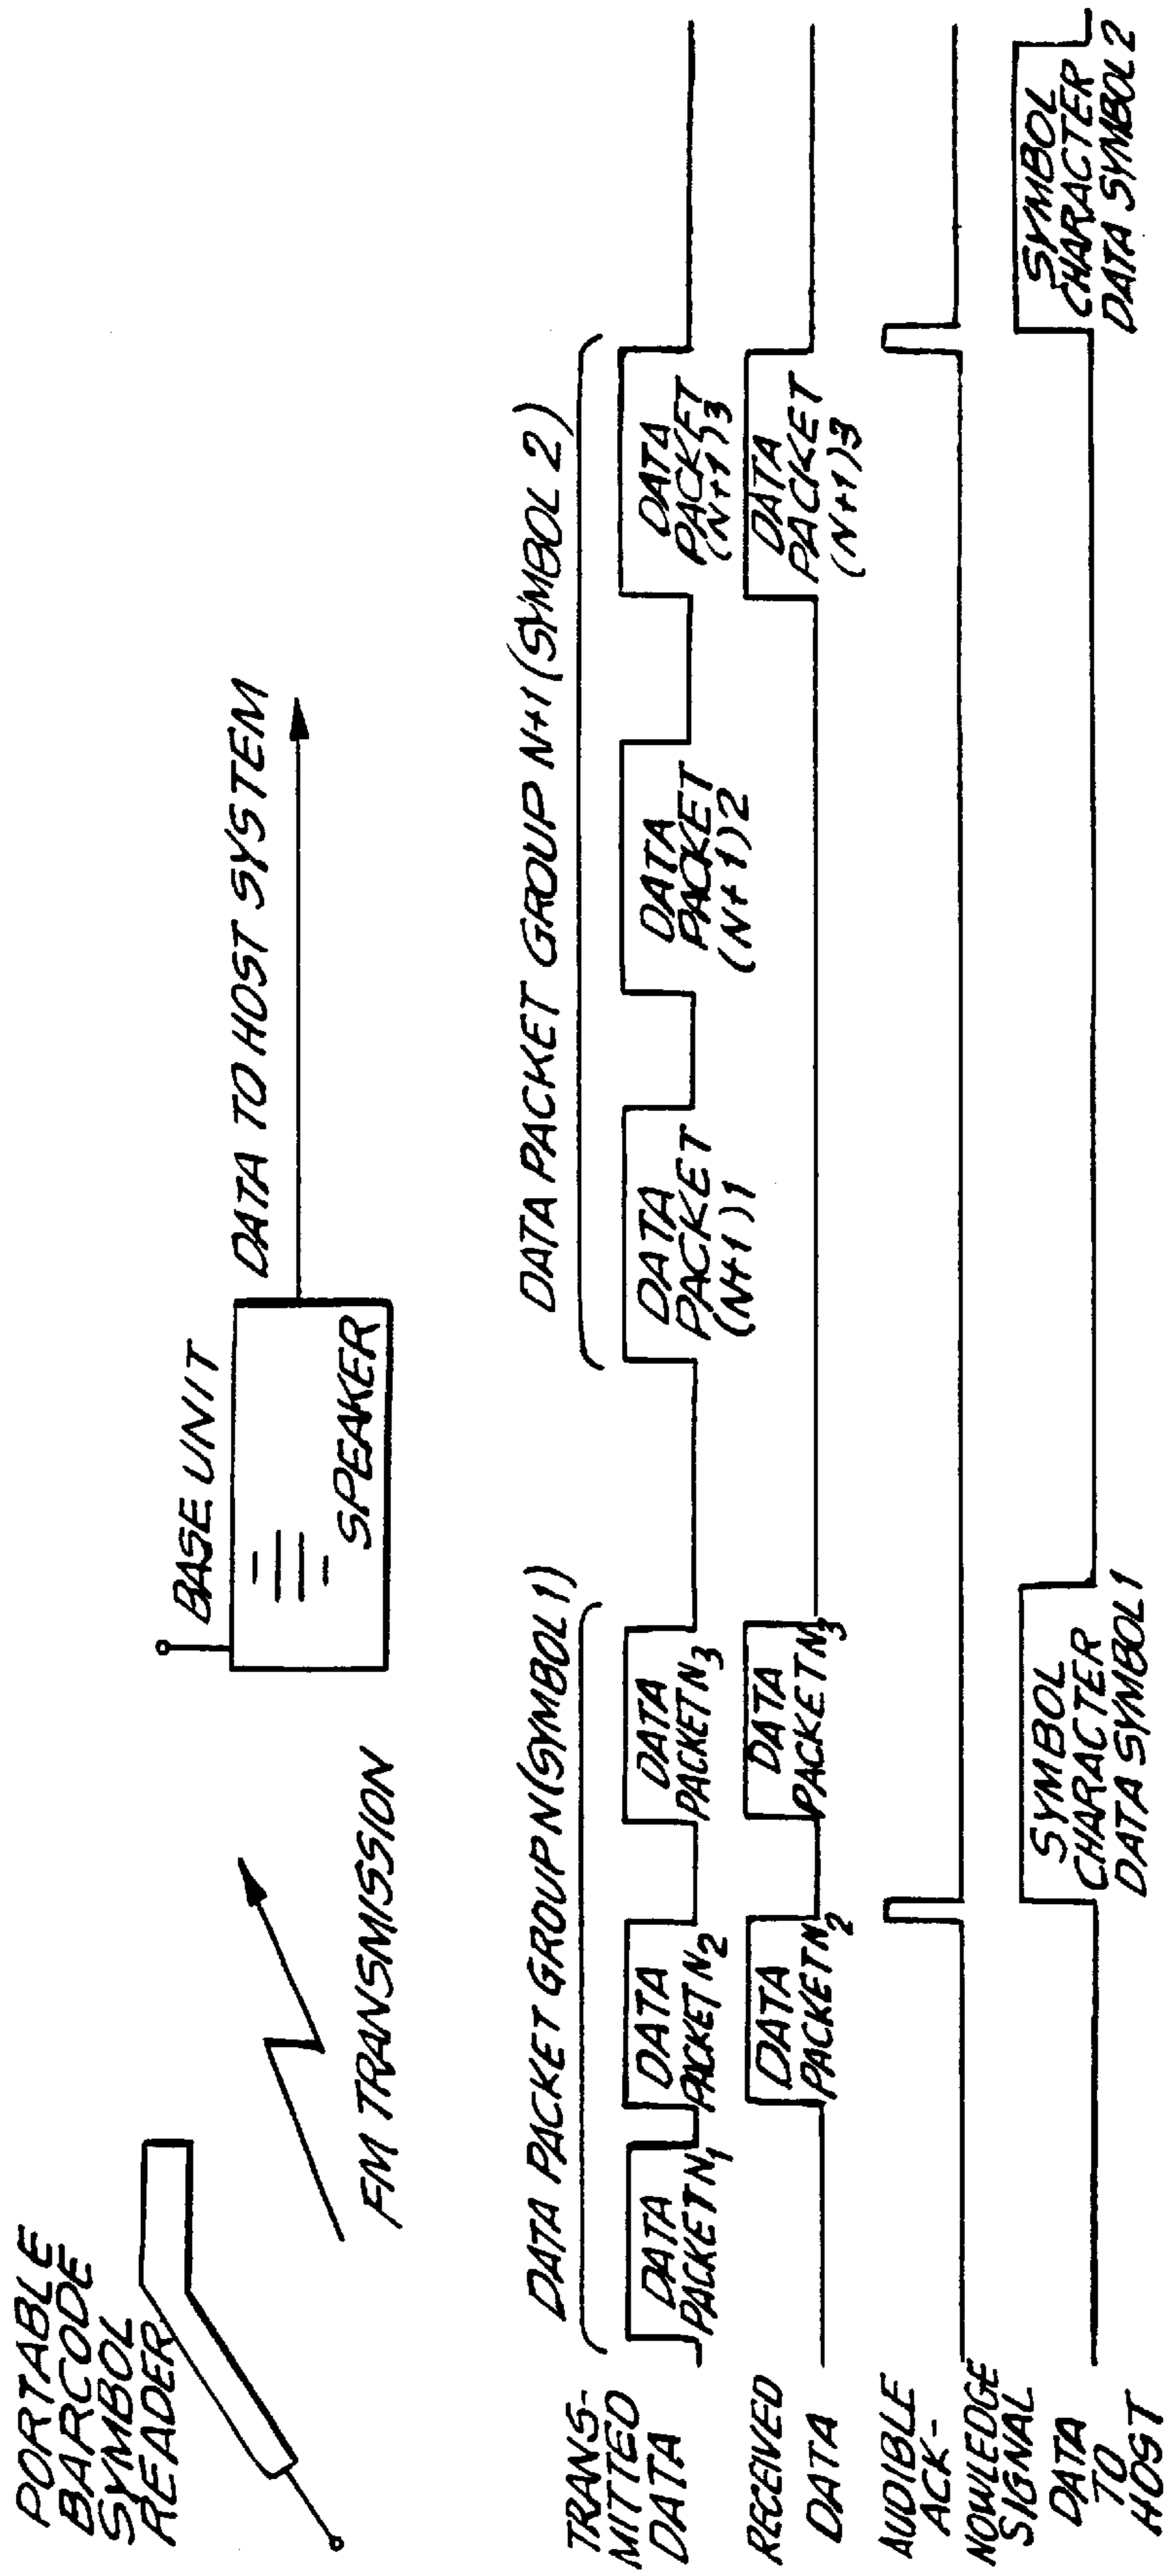 PORTABLE
BARCODE
SYMBOL
READER
FM TRANSMISSION
BASE UNIT
SPEAKER
DATA TO HOST SYSTEM
DATA PACKET GROUP N (SYMBOL 1)
DATA PACKET GROUP N+1 (SYMBOL 2)
TRANS-
MITTED
DATA
DATA
PACKET N1
DATA
PACKET N2
DATA
PACKET N3
DATA
PACKET
(N+1)1
DATA
PACKET
(N+1)2
DATA
PACKET
(N+1)3
RECEIVED
DATA
DATA
PACKET N2
DATA
PACKET N3
DATA
PACKET
(N+1)3
AUDIBLE
ACK-
NOWLEDGE
SIGNAL
DATA
TO
HOST
SYMBOL
CHARACTER
DATA SYMBOL 1
SYMBOL
CHARACTER
DATA SYMBOL 2